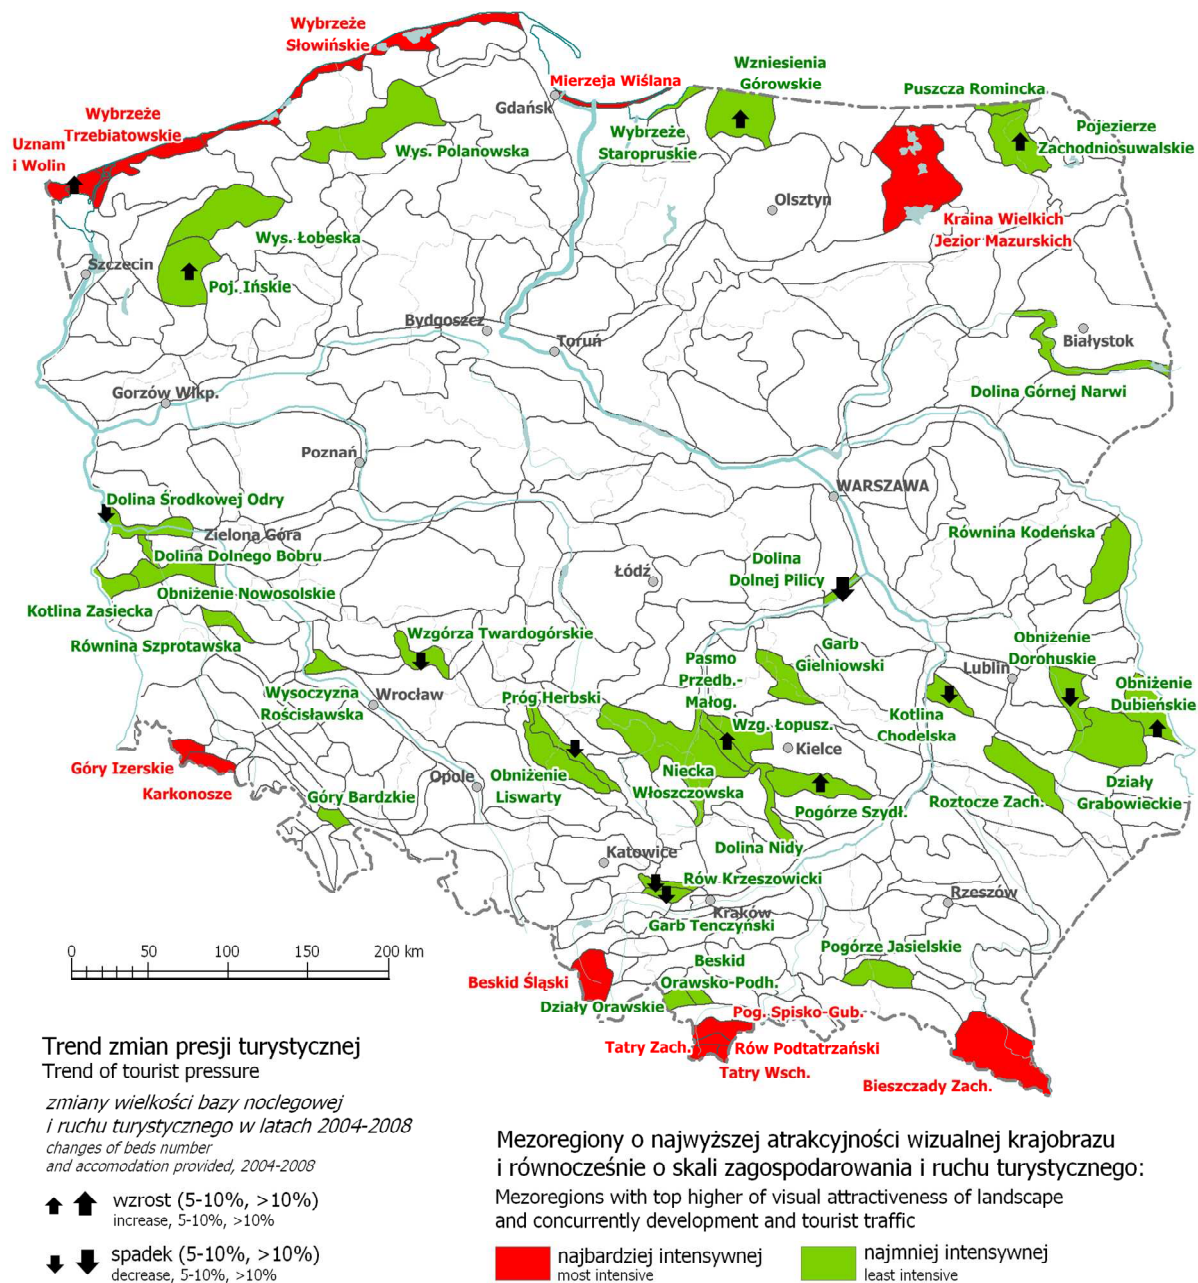 Wybrzeże
Słowińskie
Mierzeja Wiślana
Wzniesienia
Górowskie
Puszcza Romincka
Gdańsk
Wybrzeże
Trzebiatowskie
Uznam
i Wolin
Wys. Polanowska
Wybrzeże
Staropruskie
Pojezierze
Zachodniosuwalskie
Olsztyn
Kraina Wielkich
Jezior Mazurskich
Wys. Łobeska
Szczecin
Poj. Ińskie
Bydgoszcz
Toruń
Białystok
Gorzów Wlkp.
Dolina Górnej Narwi
Poznań
WARSZAWA
Dolina Środkowej Odry
Zielona Góra
Dolina Dolnego Bobru
Równina Kodeńska
Dolina
Dolnej Pilicy
Łódź
Obniżenie Nowosolskie
Kotlina Zasiecka
Równina Szprotawska
Wzgórza Twardogórskie
Garb
Gielniowski
Obniżenie
Dorohuskie
Lublin
Pasmo
Przedb.-
Małog.
Obniżenie
Dubieńskie
Wysoczyzna
Rościsławska
Wrocław
Próg Herbski
Wzg. Łopusz.
Kotlina
Chodelska
Kielce
Góry Izerskie
Karkonosze
Opole
Obniżenie
Liswarty
Niecka
Włoszczowska
Działy
Grabowieckie
Góry Bardzkie
Pogórze Szydł.
Roztocze Zach.
Katowice
Dolina Nidy
Rów Krzeszowicki
Rzeszów
Kraków
Garb Tenczyński
Pogórze Jasielskie
Beskid
Orawsko-Podh.
Beskid Śląski
Działy Orawskie
Pog. Spisko-Gub.
Tatry Zach.
Rów Podtatrzański
Tatry Wsch.
Bieszczady Zach.
0 50 100 150 200 km
Trend zmian presji turystycznej
Trend of tourist pressure
zmiany wielkości bazy noclegowej
i ruchu turystycznego w latach 2004-2008
changes of beds number
and accomodation provided, 2004-2008
wzrost (5-10%, >10%)
increase, 5-10%, >10%
spadek (5-10%, >10%)
decrease, 5-10%, >10%
Mezoregiony o najwyższej atrakcyjności wizualnej krajobrazu
i równocześnie o skali zagospodarowania i ruchu turystycznego:
Mezoregions with top higher of visual attractiveness of landscape
and concurrently development and tourist traffic
najbardziej intensywnej
most intensive
najmniej intensywnej
least intensive